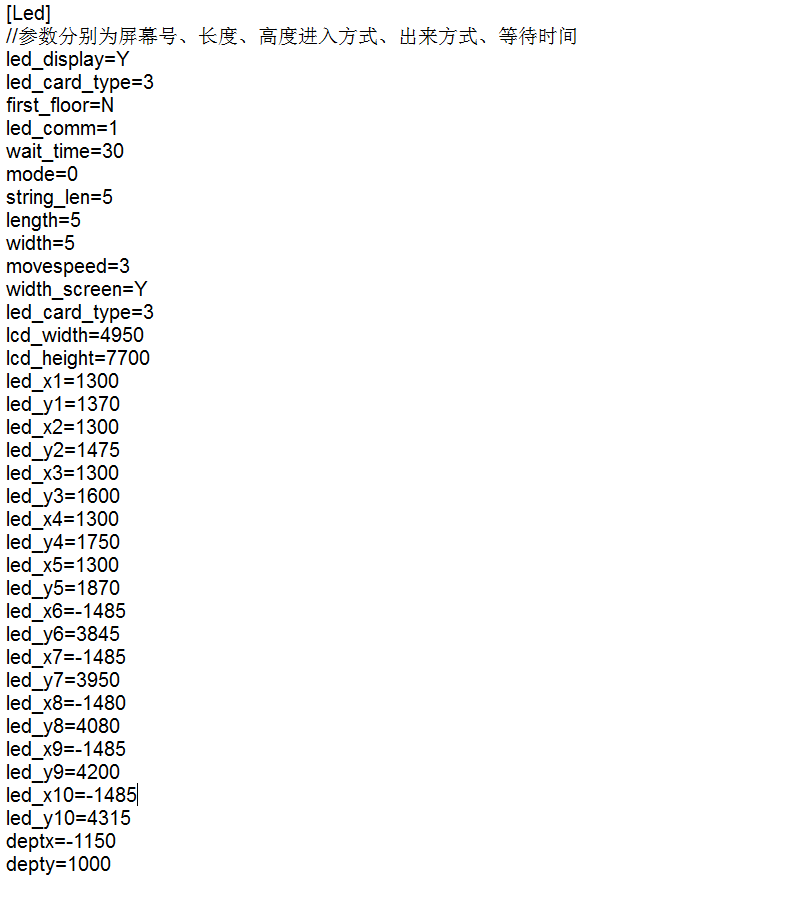 [Led]
//参数分别为屏幕号、长度、高度进入方式、出来方式、等待时间
led_display=Y
led_card_type=3
first_floor=N
led_comm=1
wait_time=30
mode=0
string_len=5
length=5
width=5
movespeed=3
width_screen=Y
led_card_type=3
lcd_width=4950
lcd_height=7700
led_x1=1300
led_y1=1370
led_x2=1300
led_y2=1475
led_x3=1300
led_y3=1600
led_x4=1300
led_y4=1750
led_x5=1300
led_y5=1870
led_x6=-1485
led_y6=3845
led_x7=-1485
led_y7=3950
led_x8=-1480
led_y8=4080
led_x9=-1485
led_y9=4200
led_x10=-1485
led_y10=4315
deptx=-1150
depty=1000